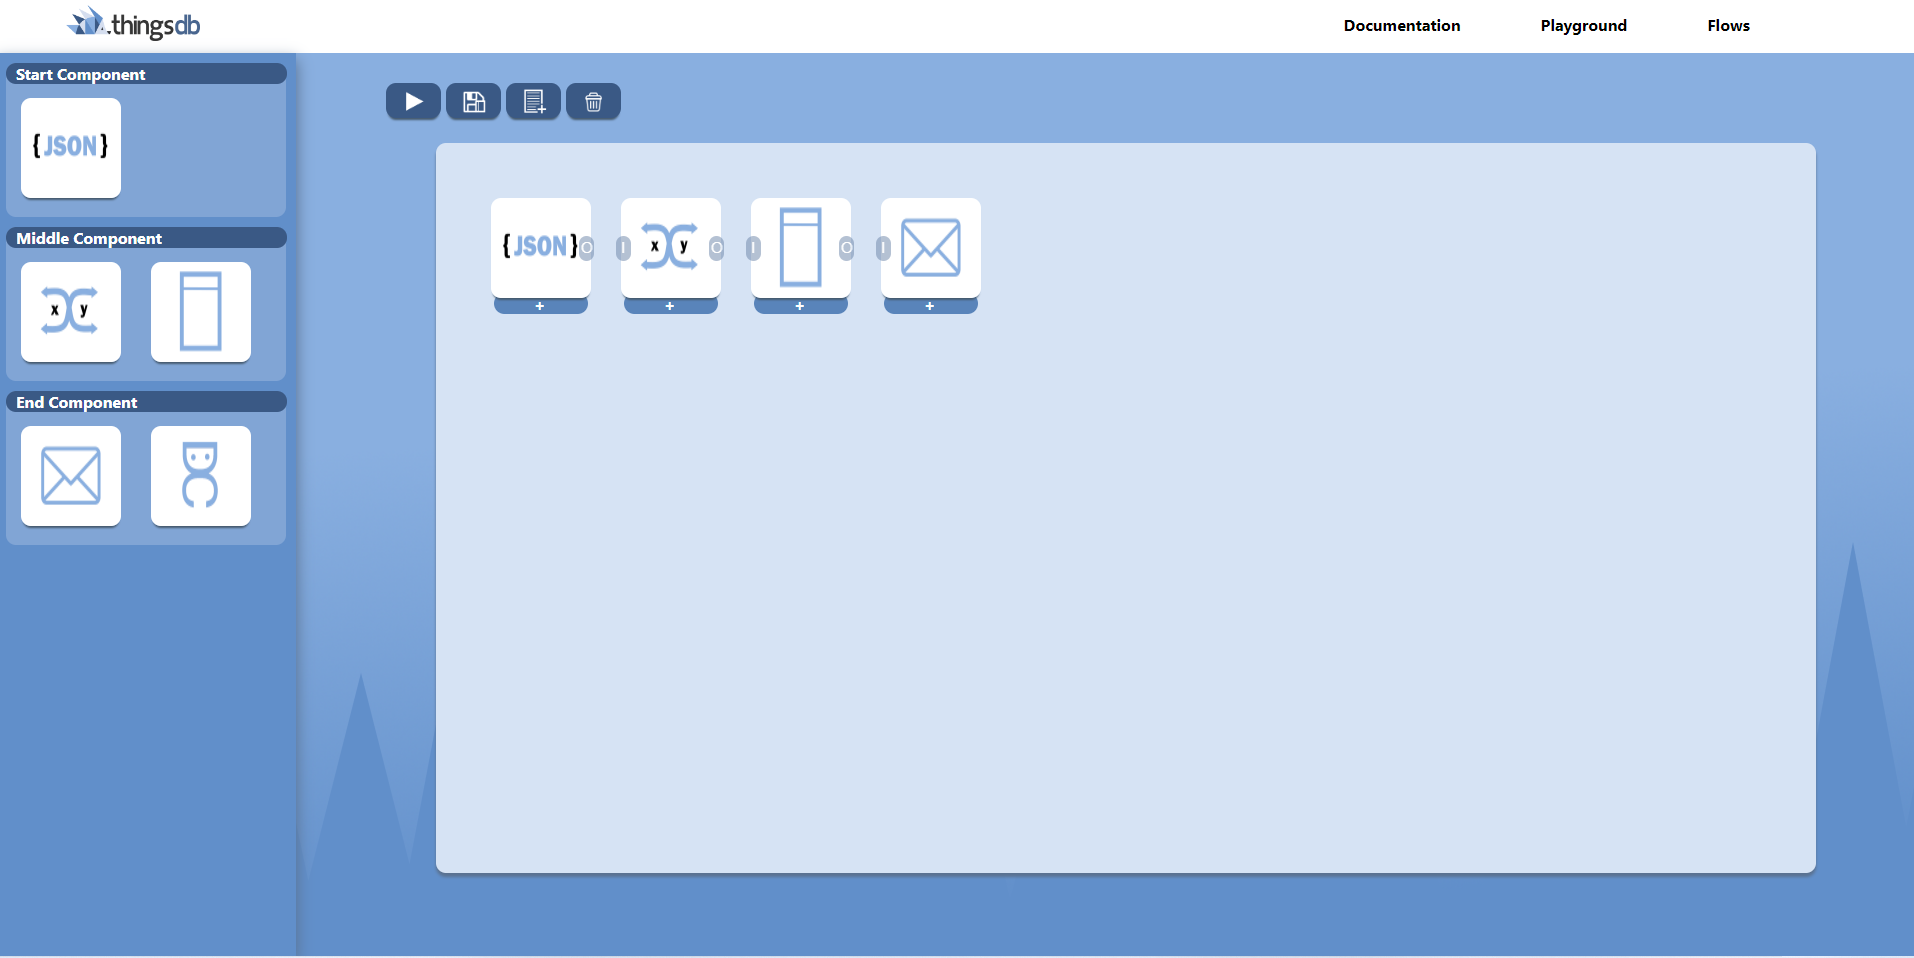 thingsdb
Documentation
Playground
Flows
Start Component
{ JSON }
Middle Component
x y
End Component
{ JSON } O
I x y O
I O
I
+ + + +